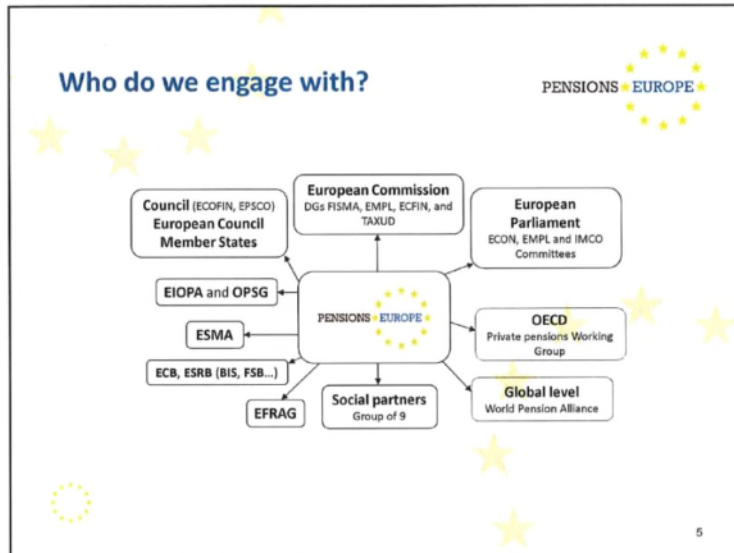 Who do we engage with?
PENSIONS EUROPE
Council (ECOFIN, EPSCO)
European Council
Member States
European Commission
DGs FISMA, EMPL, ECFIN, and
TAXUD
European
Parliament
ECON, EMPL and IMCO
Committees
EIOPA and OPSG
ESMA
ECB, ESRB (BIS, FSB...)
EFRAG
PENSIONS EUROPE
Social partners
Group of 9
OECD
Private pensions Working
Group
Global level
World Pension Alliance
5